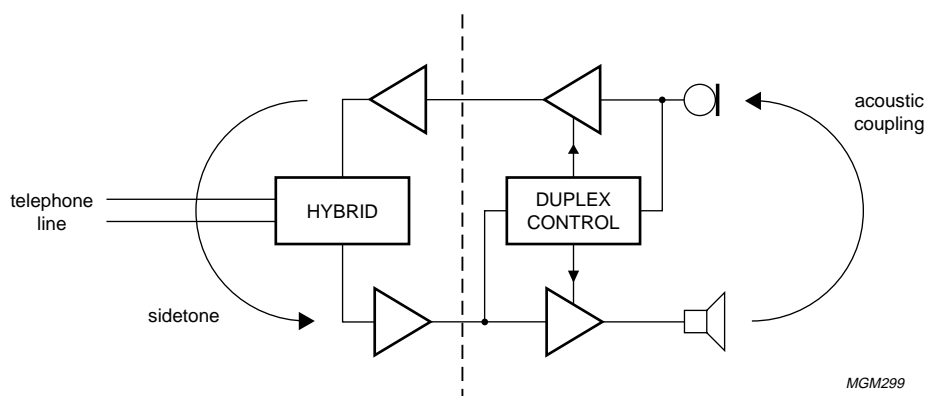 acoustic
coupling
telephone
line
HYBRID
DUPLEX
CONTROL
sidetone
MGM299